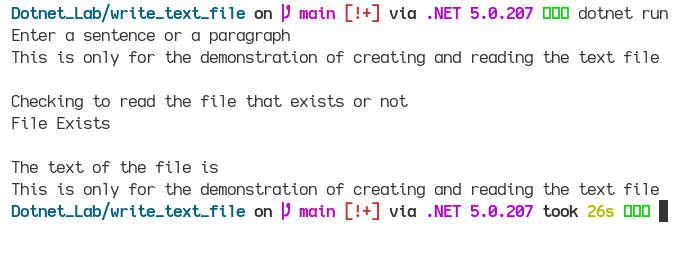 Dotnet_Lab/write_text_file on main [!+] via .NET 5.0.207 dotnet run
Enter a sentence or a paragraph
This is only for the demonstration of creating and reading the text file
Checking to read the file that exists or not
File Exists
The text of the file is
This is only for the demonstration of creating and reading the text file
Dotnet_Lab/write_text_file on main [!+] via .NET 5.0.207 took 26s